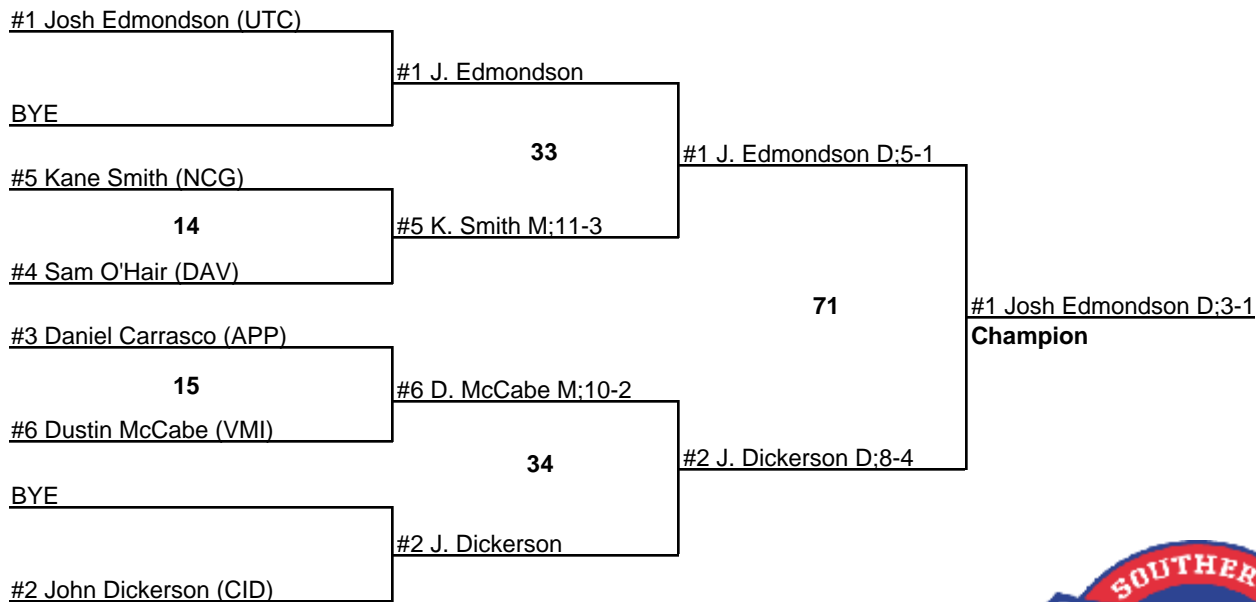 #1 Josh Edmondson (UTC)
#1 J. Edmondson
BYE
33
#1 J. Edmondson D;5-1
#5 Kane Smith (NCG)
14
#5 K. Smith M;11-3
#4 Sam O'Hair (DAV)
71
#1 Josh Edmondson D;3-1
Champion
#3 Daniel Carrasco (APP)
15
#6 D. McCabe M;10-2
#6 Dustin McCabe (VMI)
34
#2 J. Dickerson D;8-4
BYE
#2 J. Dickerson
#2 John Dickerson (CID)
SOUTHER